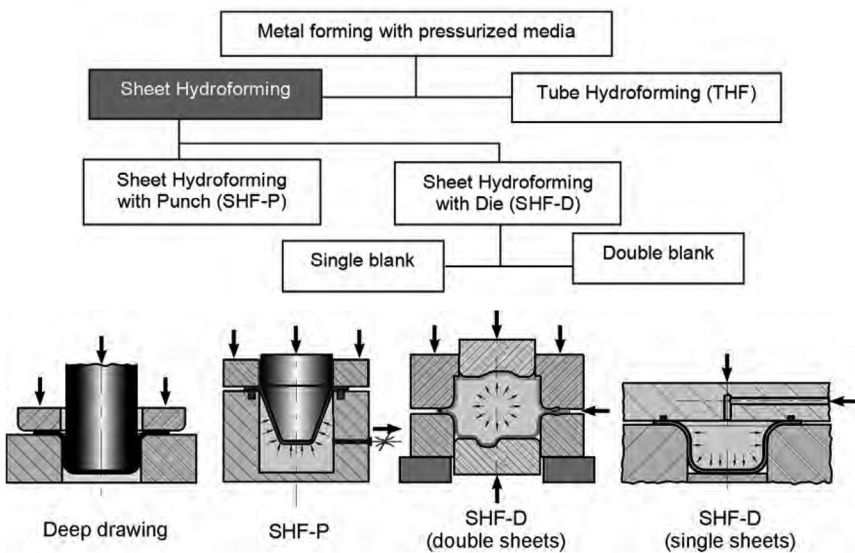 Metal forming with pressurized media
Sheet Hydroforming
Tube Hydroforming (THF)
Sheet Hydroforming
with Punch (SHF-P)
Sheet Hydroforming
with Die (SHF-D)
Single blank
Double blank
Deep drawing
SHF-P
SHF-D
(double sheets)
SHF-D
(single sheets)